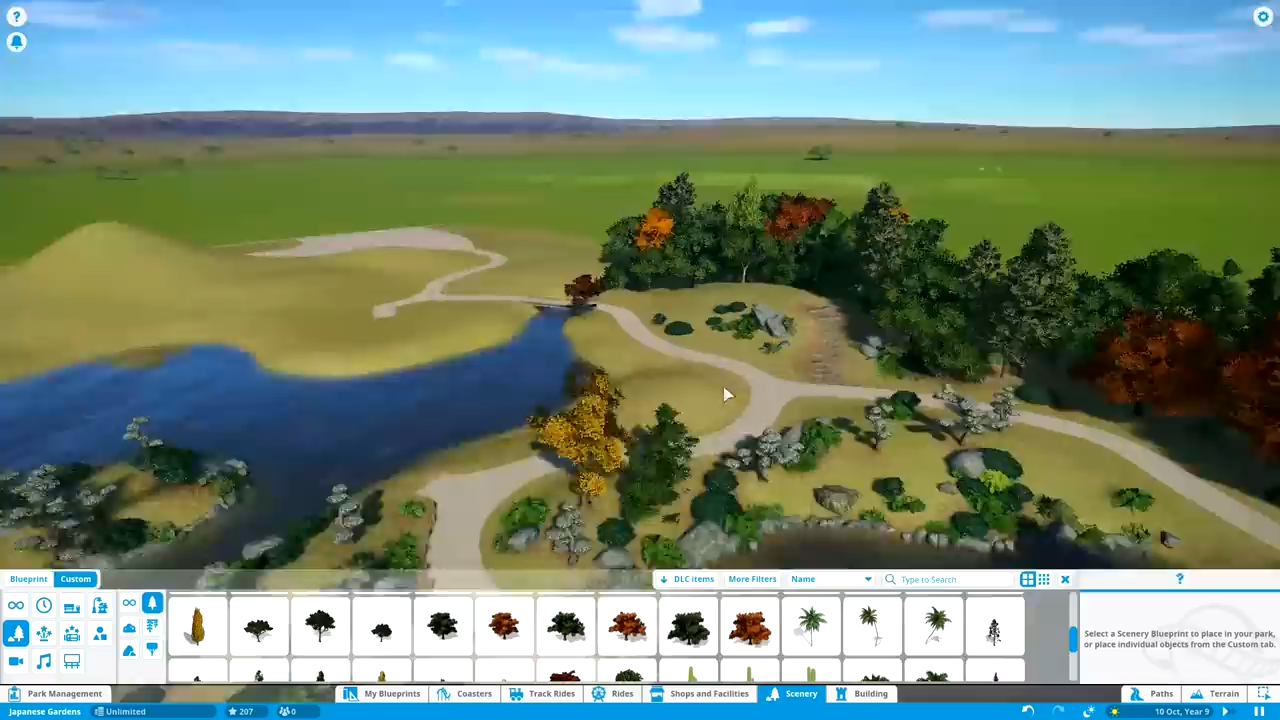 Blueprint Custom DLC items More Filters Name Type to Search ?
Select a Scenery Blueprint to place in your park,
or place individual objects from the Custom tab.
Park Management My Blueprints Coasters Track Rides Rides Shops and Facilities Scenery Building Paths Terrain
Japanese Gardens Unlimited 207 0 10 Oct, Year 9